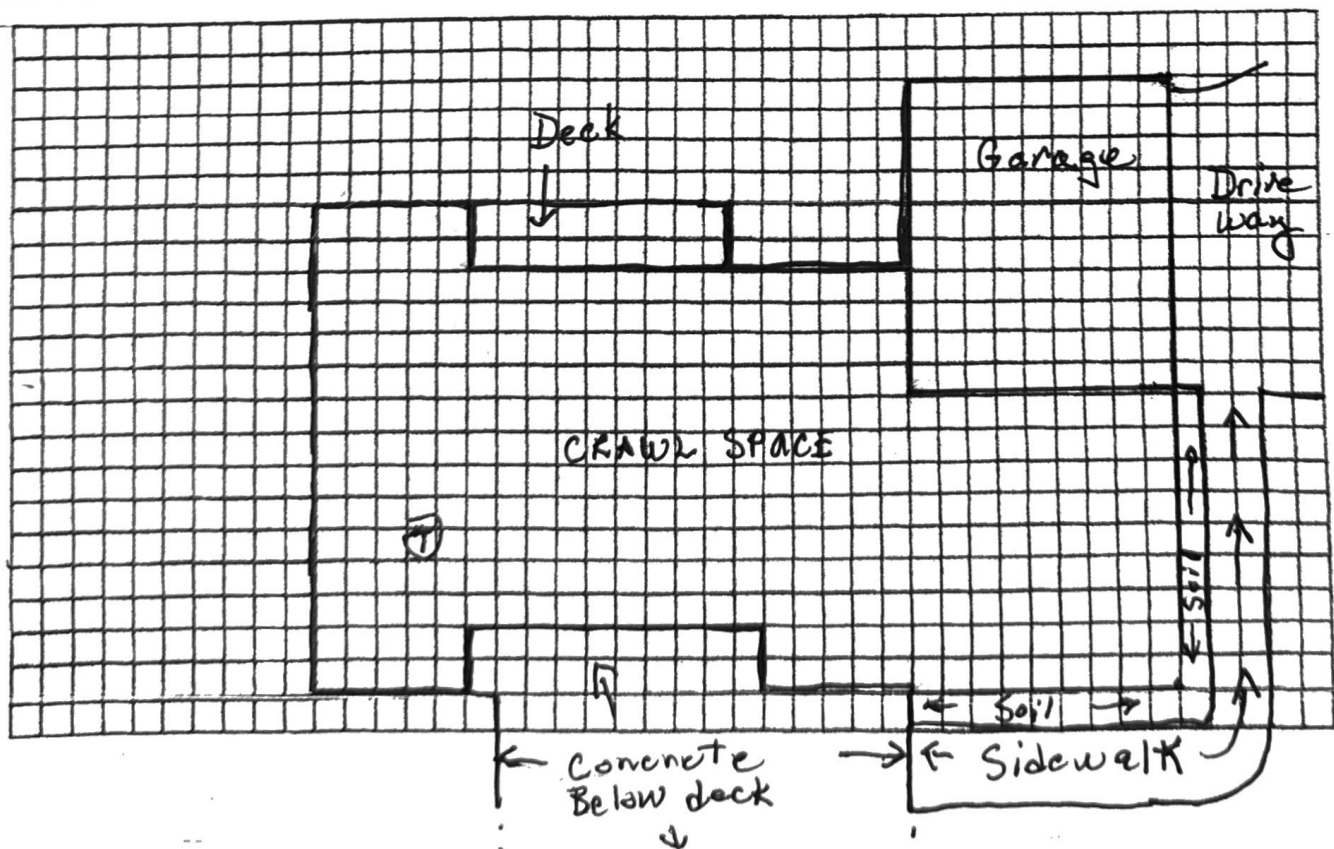 Deck
Garage
Drive
way
CRAWL SPACE
T
Soil
Soil
Concrete
Below deck
Sidewalk